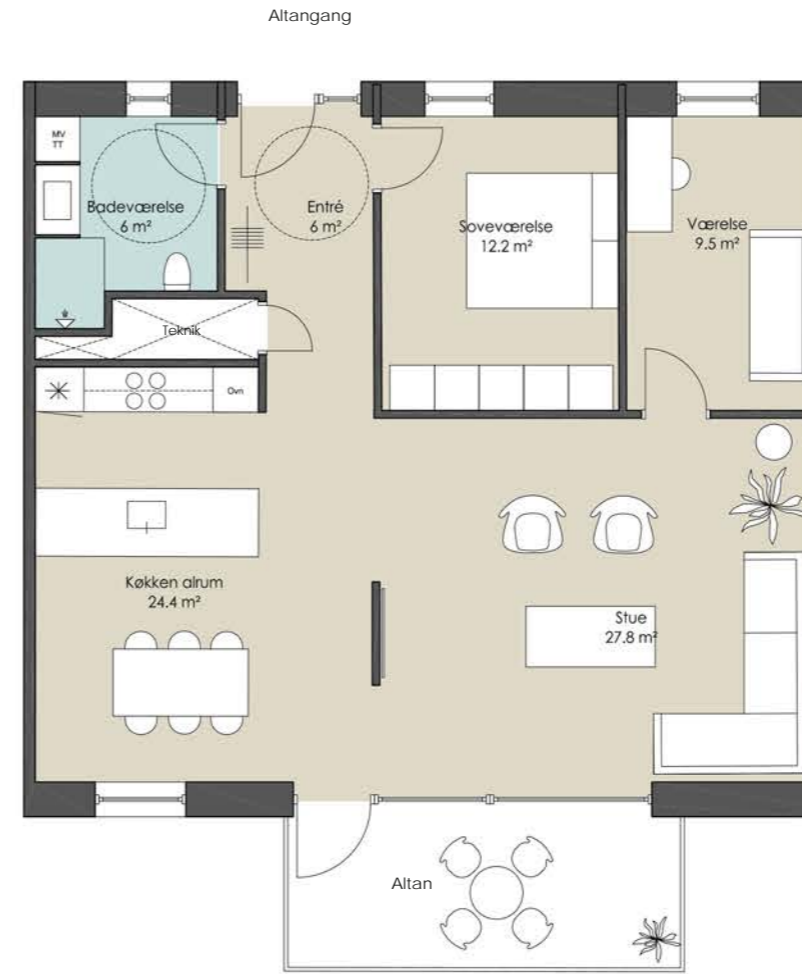 Altangang
MV
TT
Badeværelse
6 m²
Entré
6 m²
Soveværelse
12.2 m²
Værelse
9.5 m²
Teknik
Ovn
Køkken alrum
24.4 m²
Stue
27.8 m²
Altan